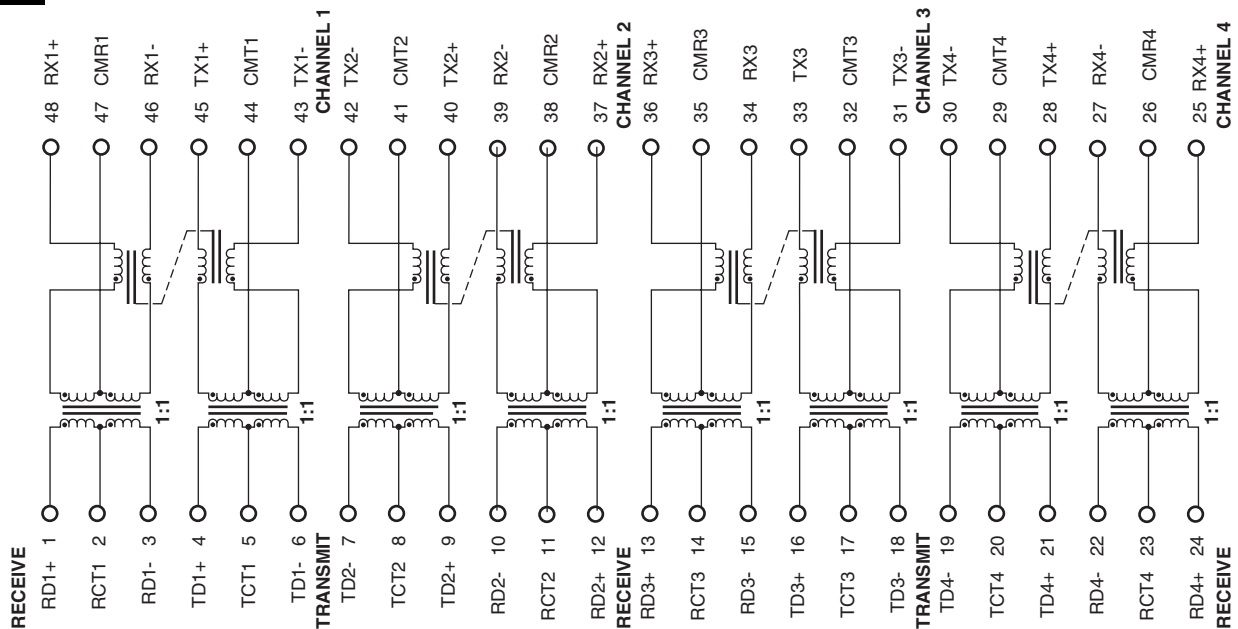 RX1+ 48
CMR1 47
RX1- 46
TX1+ 45
CMT1 44
TX1- 43
CHANNEL 1
TX2- 42
CMT2 41
TX2+ 40
RX2- 39
CMR2 38
RX2+ 37
CHANNEL 2
RX3+ 36
CMR3 35
RX3 34
TX3 33
CMT3 32
TX3- 31
CHANNEL 3
TX4- 30
CMT4 29
TX4+ 28
RX4- 27
CMR4 26
RX4+ 25
CHANNEL 4
1:1
1:1
1:1
1:1
1:1
1:1
1:1
1:1
RECEIVE
RD1+ 1
RCT1 2
RD1- 3
TD1+ 4
TCT1 5
TD1- 6
TRANSMIT
TD2- 7
TCT2 8
TD2+ 9
RD2- 10
RCT2 11
RD2+ 12
RECEIVE
RD3+ 13
RCT3 14
RD3- 15
TD3+ 16
TCT3 17
TD3- 18
TRANSMIT
TD4- 19
TCT4 20
TD4+ 21
RD4- 22
RCT4 23
RD4+ 24
RECEIVE